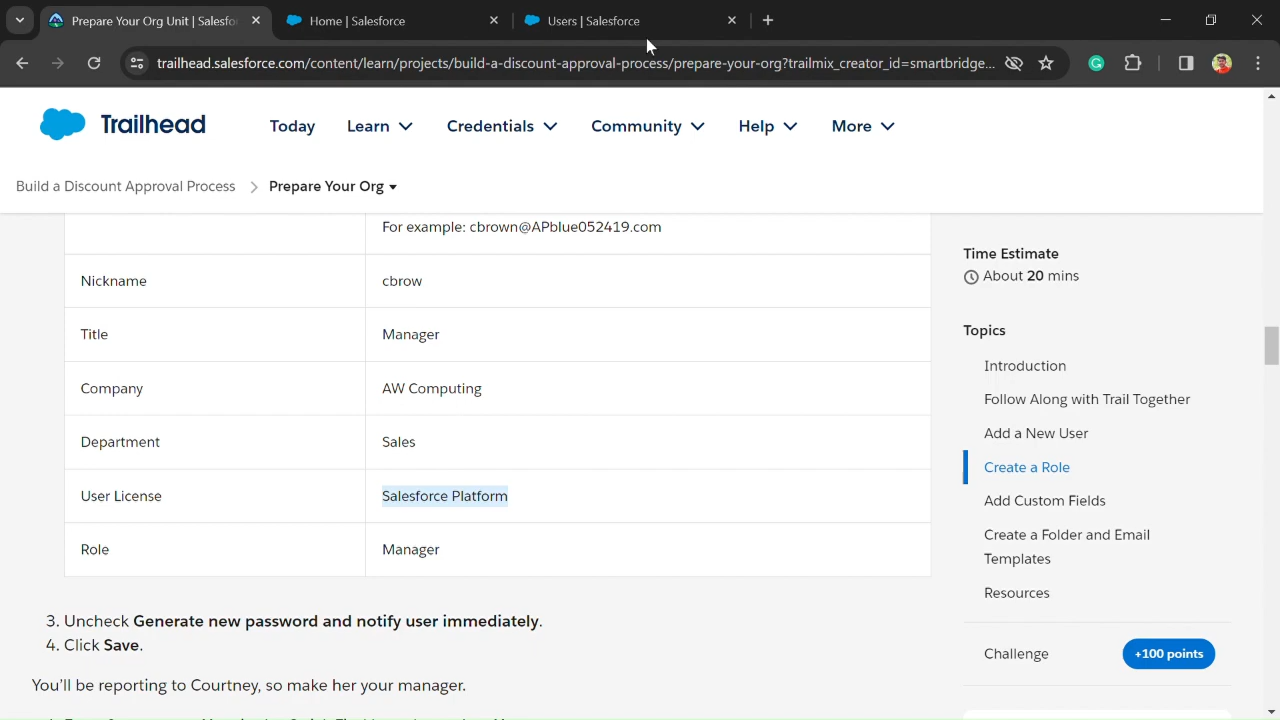 Prepare Your Org Unit | Salesfo
Home | Salesforce
Users | Salesforce
trailhead.salesforce.com/content/learn/projects/build-a-discount-approval-process/prepare-your-org?trailmix_creator_id=smartbridge...
Trailhead
Today
Learn
Credentials
Community
Help
More
Build a Discount Approval Process
Prepare Your Org
For example: cbrown@APblue052419.com
Nickname
cbrow
Title
Manager
Company
AW Computing
Department
Sales
User License
Salesforce Platform
Role
Manager
3. Uncheck Generate new password and notify user immediately.
4. Click Save.
You'll be reporting to Courtney, so make her your manager.
Time Estimate
About 20 mins
Topics
Introduction
Follow Along with Trail Together
Add a New User
Create a Role
Add Custom Fields
Create a Folder and Email
Templates
Resources
Challenge
+100 points